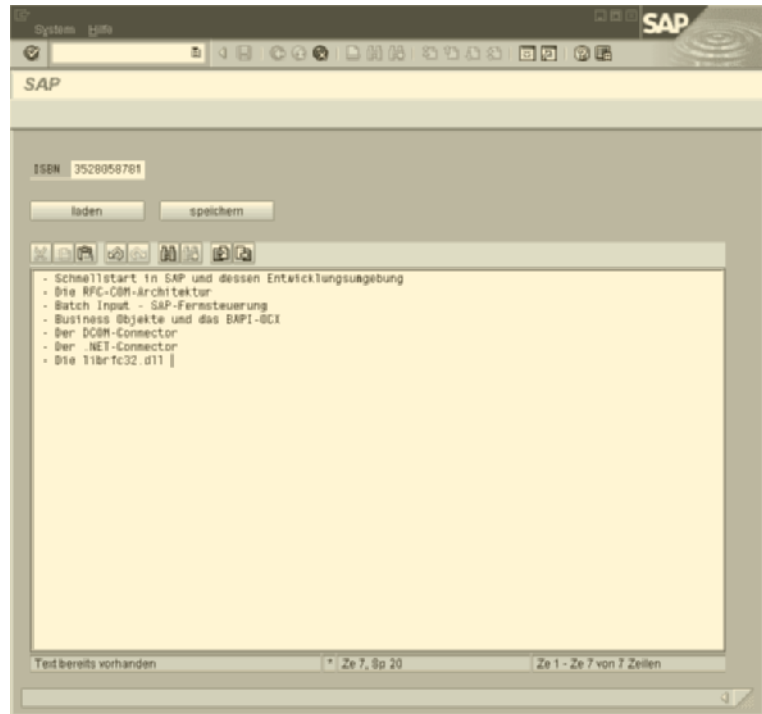 System Hilfe
SAP
SAP
ISBN 3528058781
laden speichern
- Schnellstart in SAP und dessen Entwicklungsumgebung
- Die RFC-COM-Architektur
- Batch Input - SAP-Fernsteuerung
- Business Objekte und das BAPI-OCX
- Der DCOM-Connector
- Der .NET-Connector
- Die librfc32.dll
Text bereits vorhanden * Ze 7, Sp 20 Ze 1 - Ze 7 von 7 Zeilen